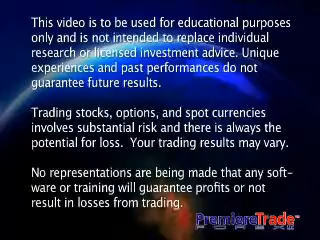 This video is to be used for educational purposes
only and is not intended to replace individual
research or licensed investment advice. Unique
experiences and past performances do not
guarantee future results.
Trading stocks, options, and spot currencies
involves substantial risk and there is always the
potential for loss. Your trading results may vary.
No representations are being made that any soft-
ware or training will guarantee profits or not
result in losses from trading.
PremiereTrade™